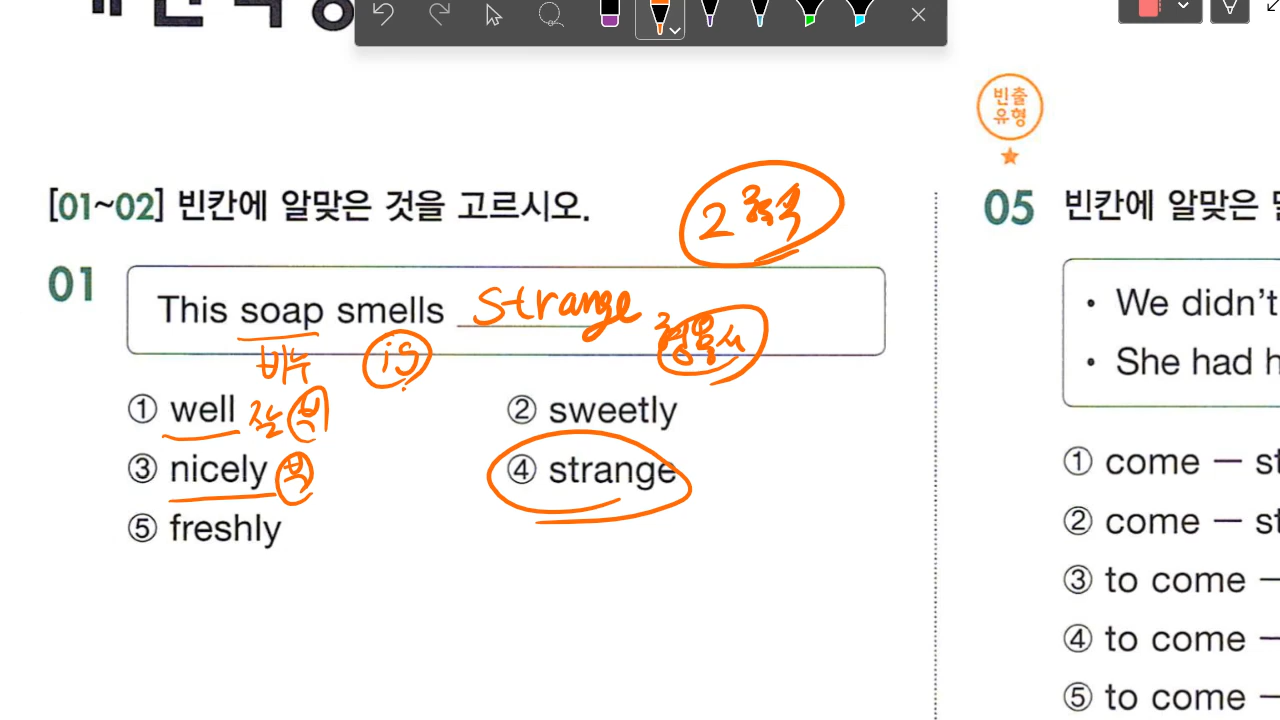 빈출
유형
[01~02] 빈칸에 알맞은 것을 고르시오.
2형식
01
This soap smells strange
형용사
비누
is
① well 잘 부
② sweetly
③ nicely 부
④ strange
⑤ freshly
05 빈칸에 알맞은
• We didn't
• She had h
① come – st
② come – st
③ to come –
④ to come –
⑤ to come –